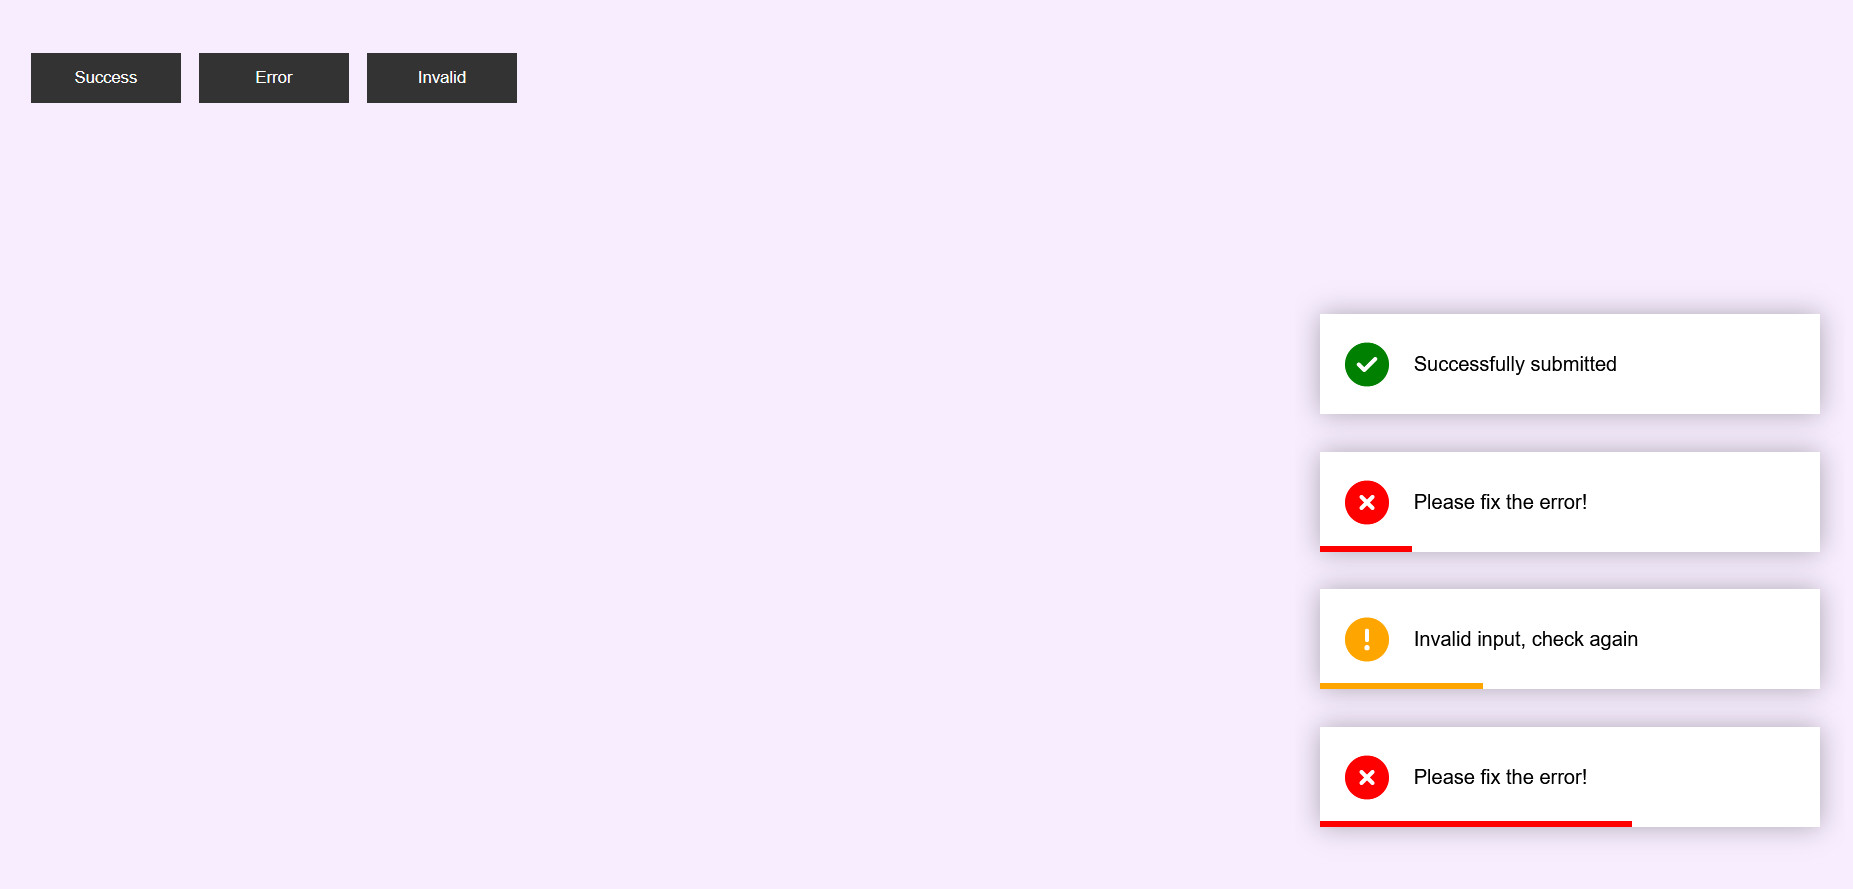 Success
Error
Invalid
Successfully submitted
Please fix the error!
Invalid input, check again
Please fix the error!